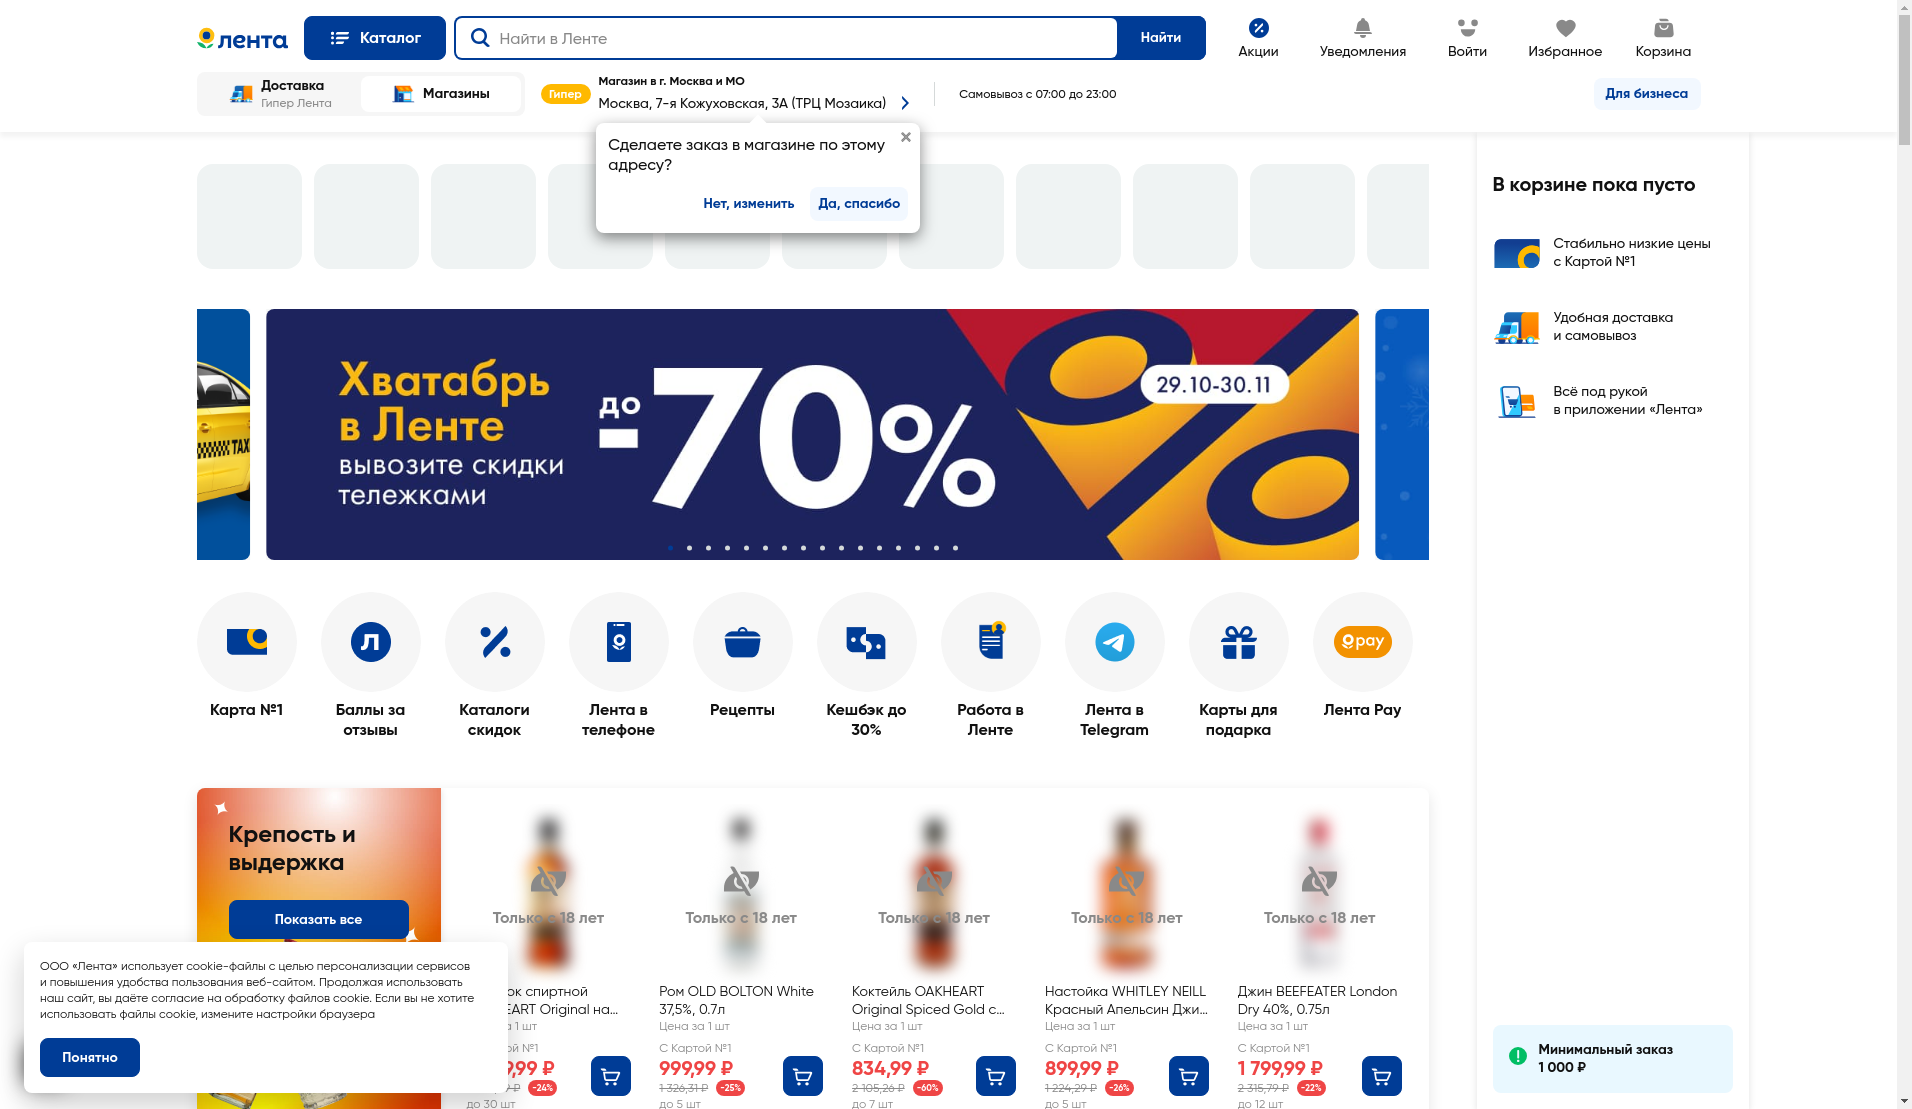 лента
Каталог
Найти в Ленте
Найти
Акции
Уведомления
Войти
Избранное
Корзина
Доставка
Гипер Лента
Магазины
Гипер
Магазин в г. Москва и МО
Москва, 7-я Кожуховская, 3А (ТРЦ Мозаика)
Самовывоз с 07:00 до 23:00
Для бизнеса
Сделаете заказ в магазине по этому
адресу?
Нет, изменить
Да, спасибо
В корзине пока пусто
Стабильно низкие цены
с Картой №1
Удобная доставка
и самовывоз
Всё под рукой
в приложении «Лента»
TAXI
Хватабрь
в Ленте
вывозите скидки
тележками
до
-70%
29.10-30.11
Л
pay
Карта №1
Баллы за
отзывы
Каталоги
скидок
Лента в
телефоне
Рецепты
Кешбэк до
30%
Работа в
Ленте
Лента в
Telegram
Карты для
подарка
Лента Pay
Крепость и
выдержка
Показать все
Только с 18 лет
Только с 18 лет
Только с 18 лет
Только с 18 лет
Только с 18 лет
ок спиртной
EART Original на...
а 1 шт
ой №1
9,99 ₽
-24%
до 30 шт
Ром OLD BOLTON White
37,5%, 0.7л
Цена за 1 шт
С Картой №1
999,99 ₽
1 326,31 ₽
-25%
до 5 шт
Коктейль OAKHEART
Original Spiced Gold с...
Цена за 1 шт
С Картой №1
834,99 ₽
2 105,26 ₽
-60%
до 7 шт
Настойка WHITLEY NEILL
Красный Апельсин Джи...
Цена за 1 шт
С Картой №1
899,99 ₽
1 224,29 ₽
-26%
до 5 шт
Джин BEEFEATER London
Dry 40%, 0.75л
Цена за 1 шт
С Картой №1
1 799,99 ₽
2 315,79 ₽
-22%
до 12 шт
ООО «Лента» использует cookie-файлы с целью персонализации сервисов
и повышения удобства пользования веб-сайтом. Продолжая использовать
наш сайт, вы даёте согласие на обработку файлов cookie. Если вы не хотите
использовать файлы cookie, измените настройки браузера
Понятно
Минимальный заказ
1 000 ₽